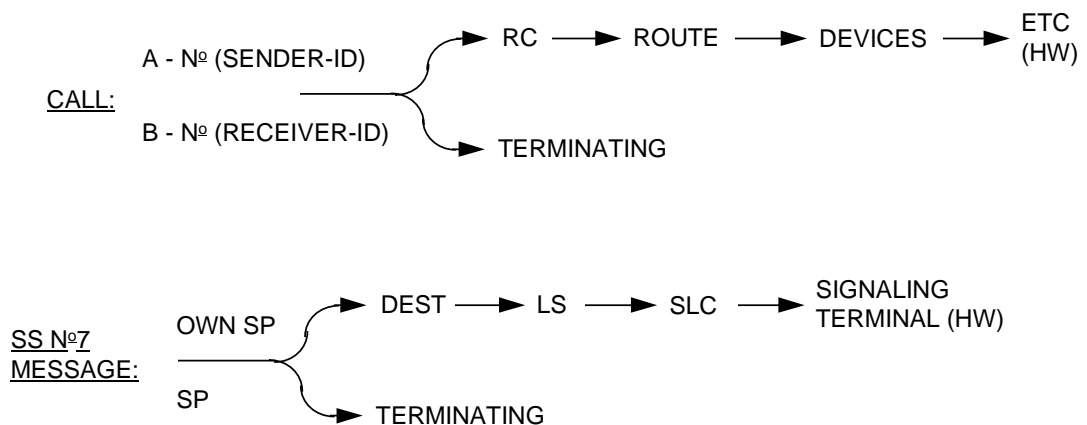 A - Nº (SENDER-ID)
CALL:
B - Nº (RECEIVER-ID)
RC
ROUTE
DEVICES
ETC
(HW)
TERMINATING
SS Nº7
MESSAGE:
OWN SP
SP
DEST
LS
SLC
SIGNALING
TERMINAL (HW)
TERMINATING